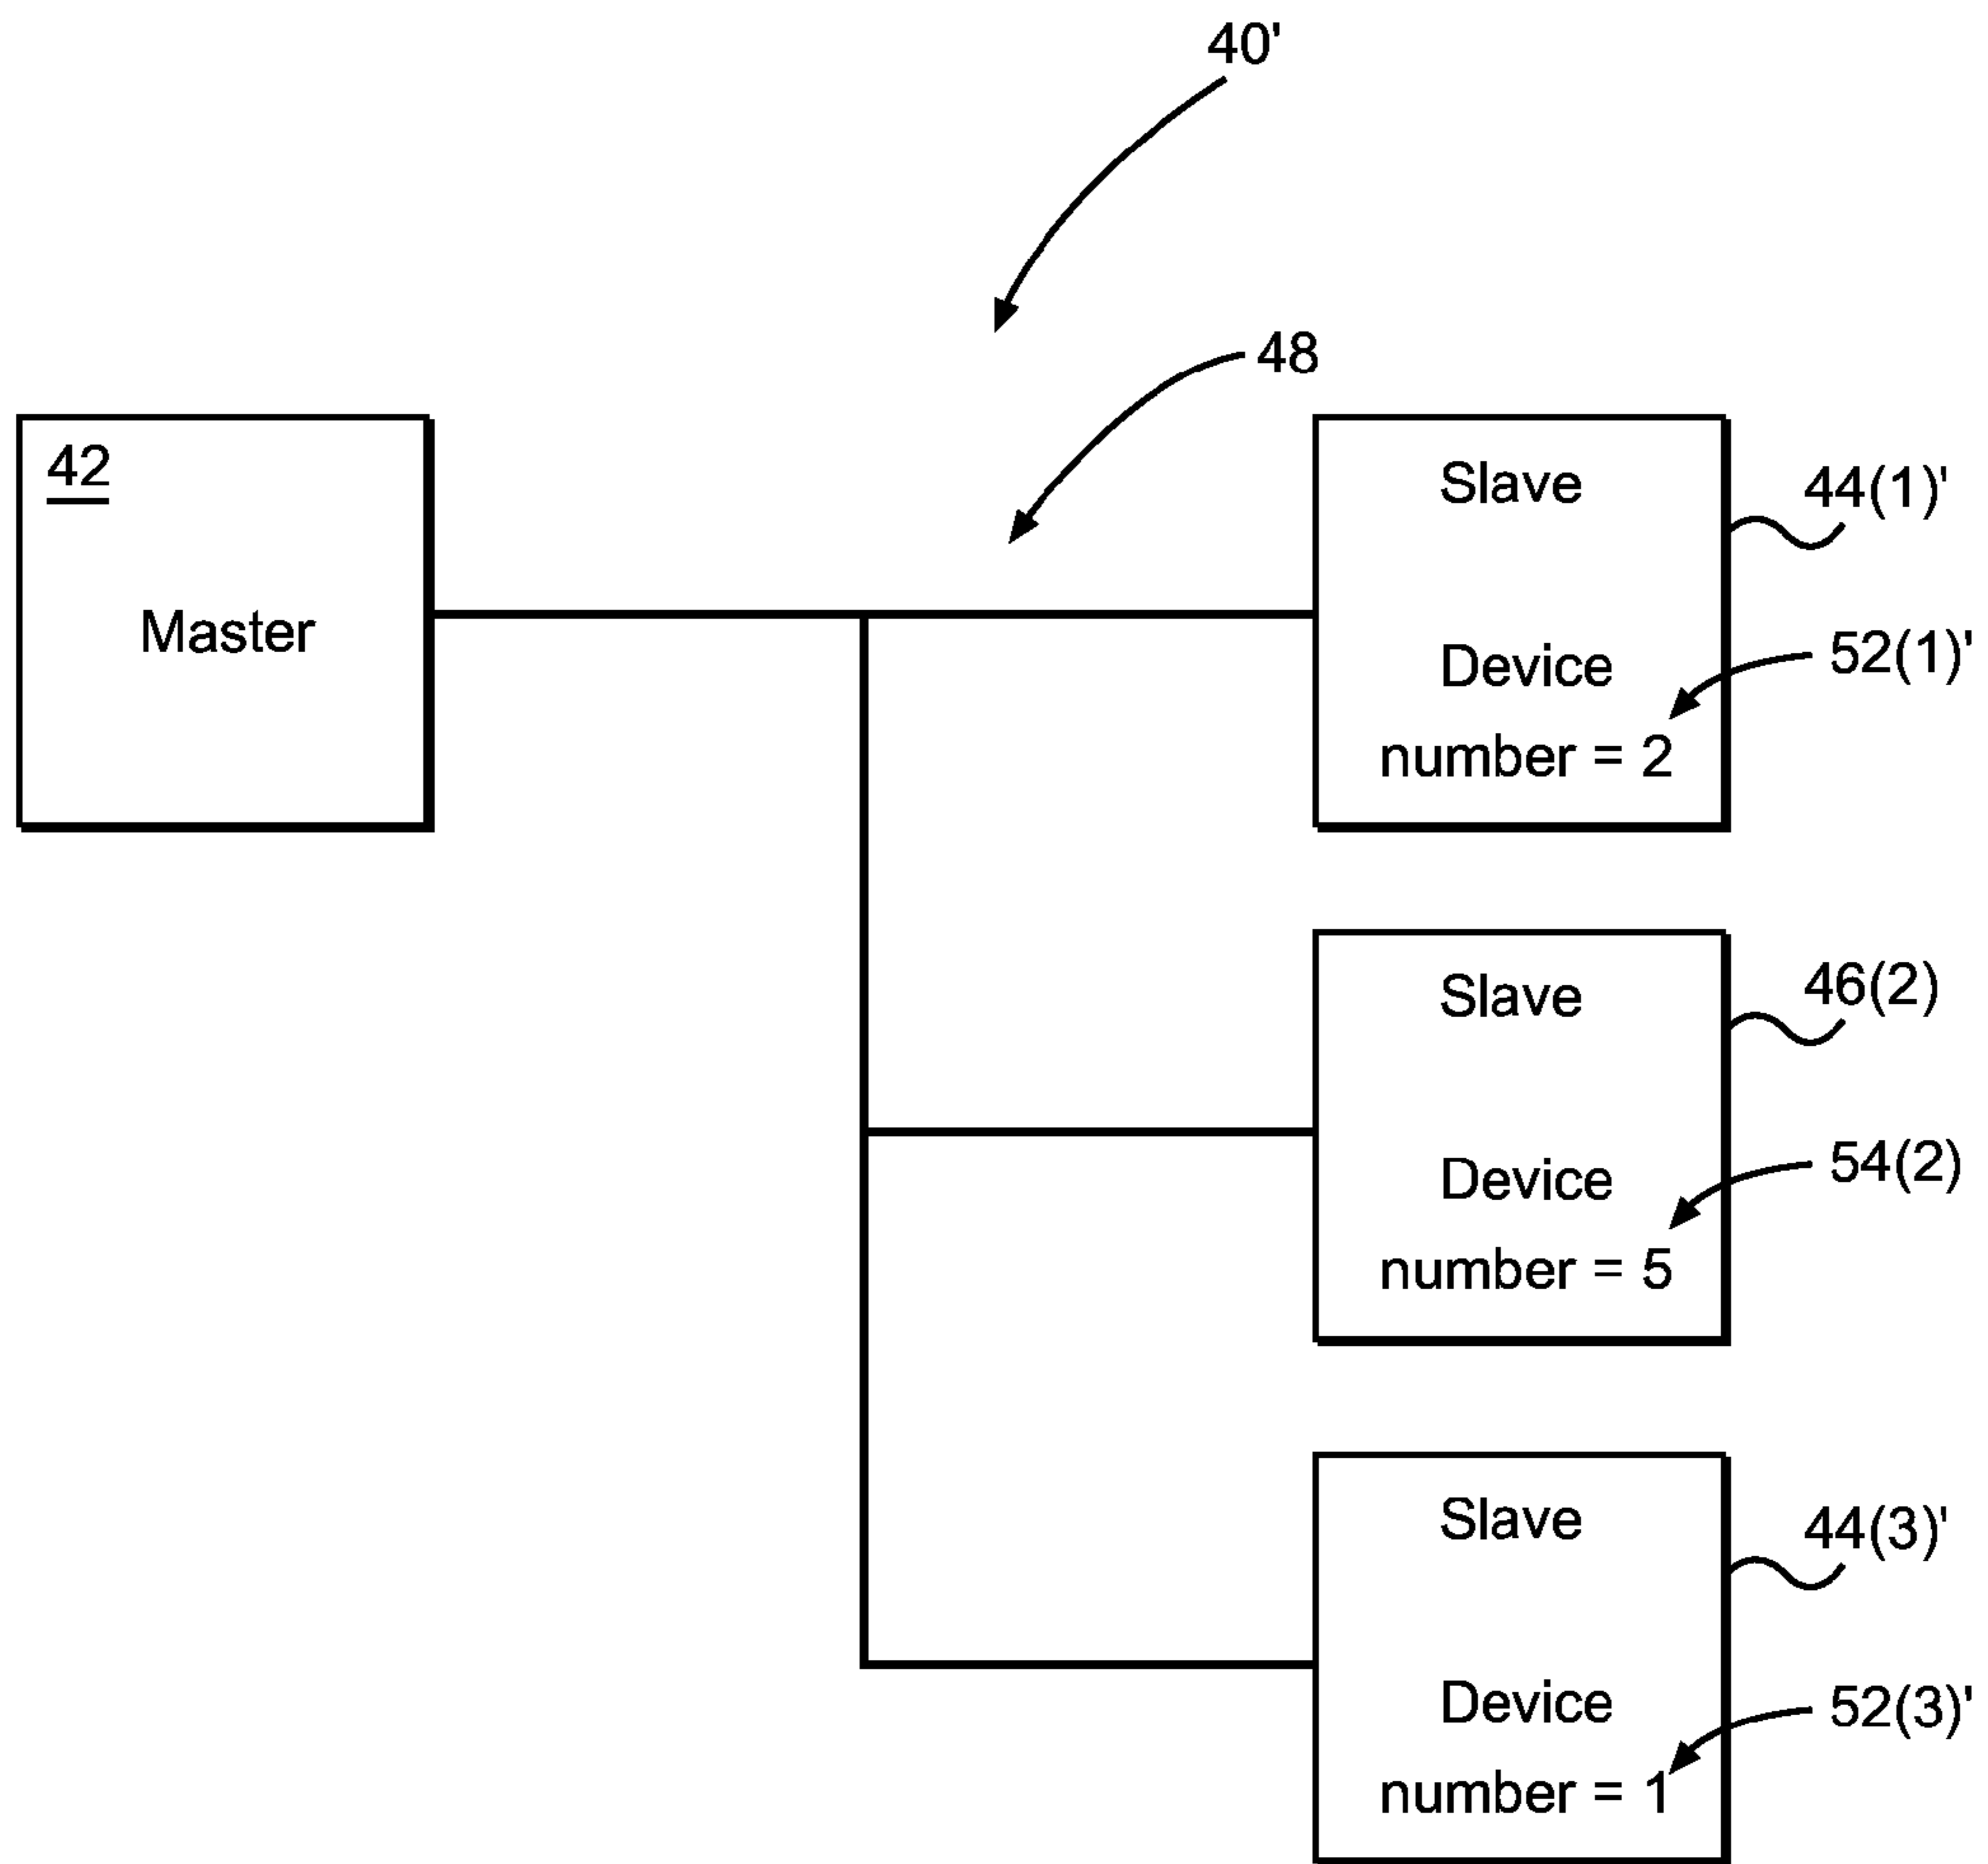 40'
48
42
Master
Slave
44(1)'
Device
number = 2
52(1)'
Slave
46(2)
Device
number = 5
54(2)
Slave
44(3)'
Device
number = 1
52(3)'